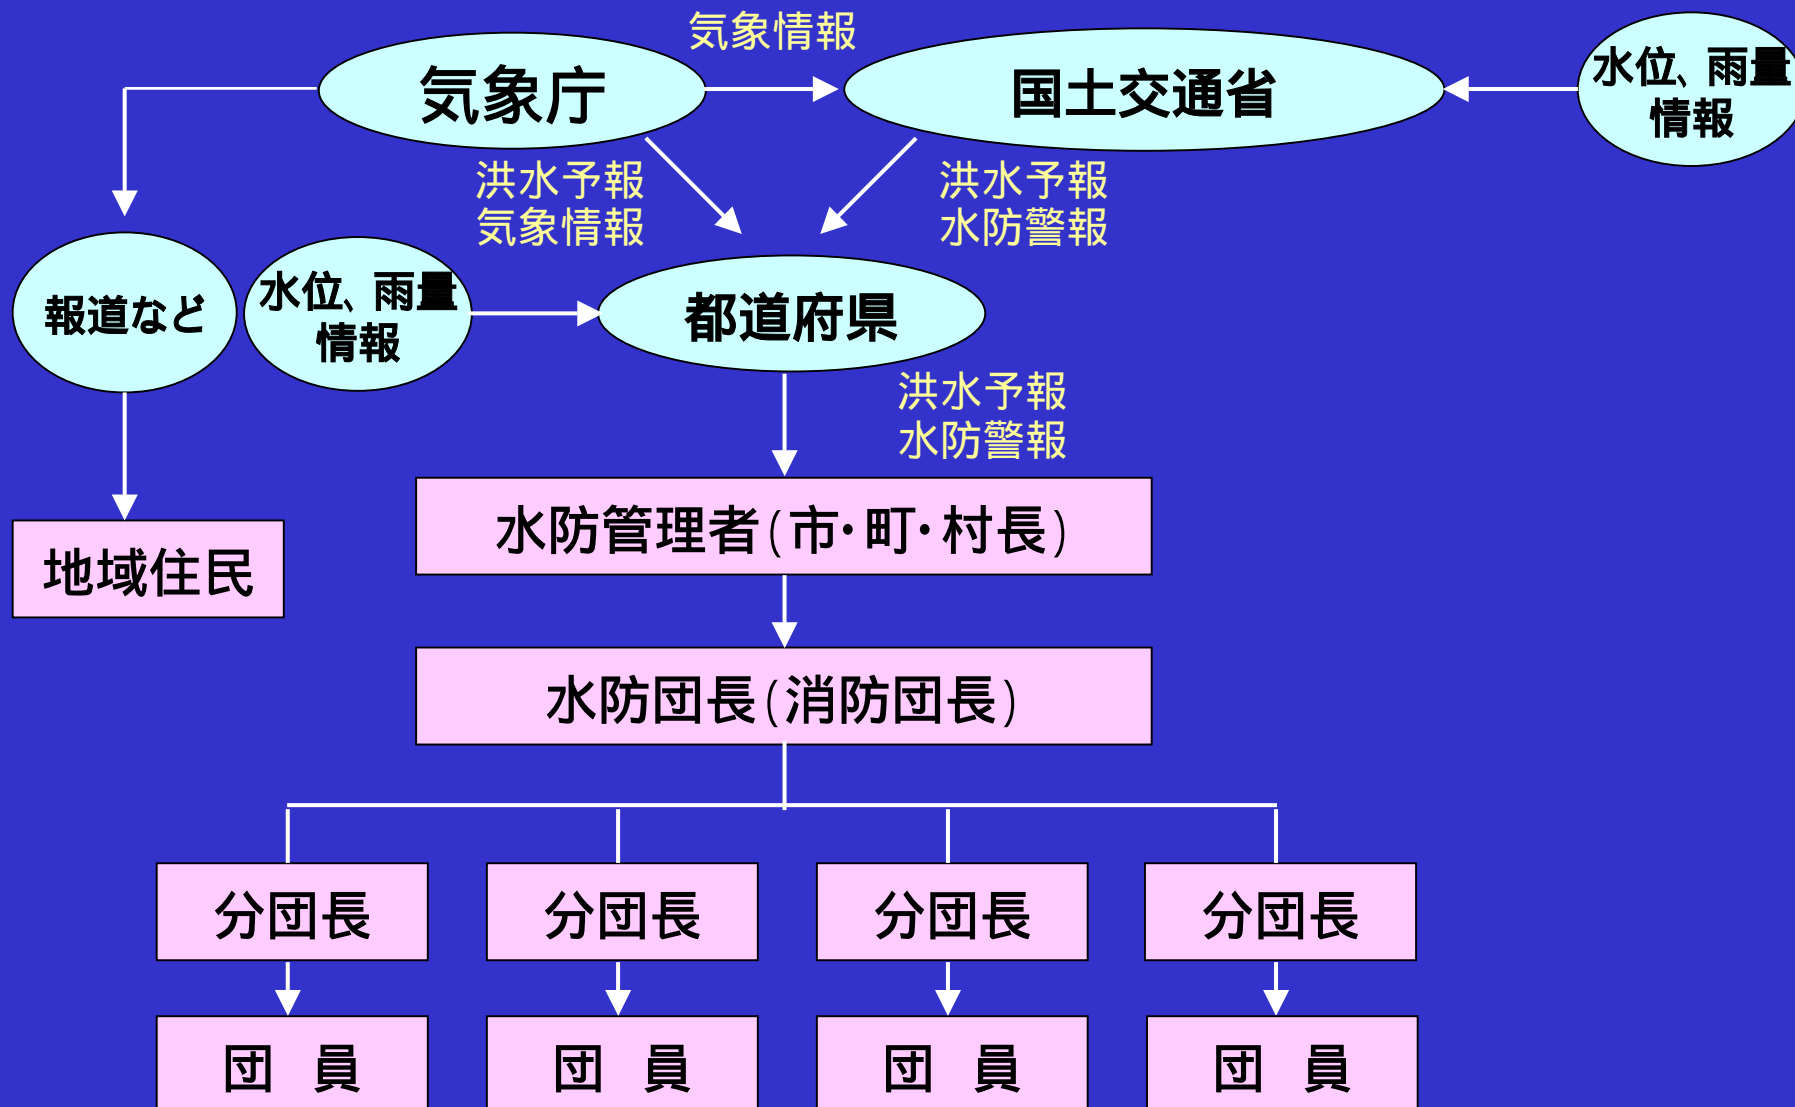 気象情報
気象庁
国土交通省
水位、雨量
情報
洪水予報
気象情報
洪水予報
水防警報
報道など
水位、雨量
情報
都道府県
洪水予報
水防警報
水防管理者(市・町・村長)
地域住民
水防団長(消防団長)
分団長
分団長
分団長
分団長
団　員
団　員
団　員
団　員